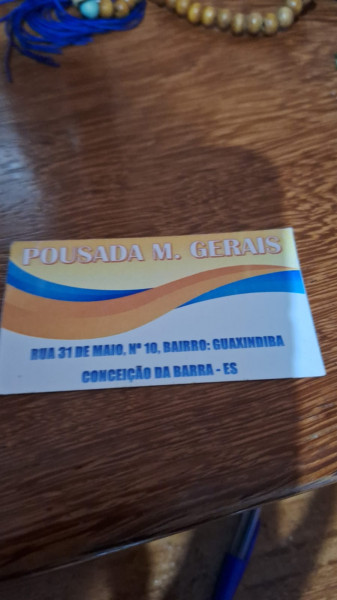 POUSADA M. GERAIS
RUA 31 DE MAIO, Nº 10, BAIRRO: GUAXINDIBA
CONCEIÇÃO DA BARRA - ES